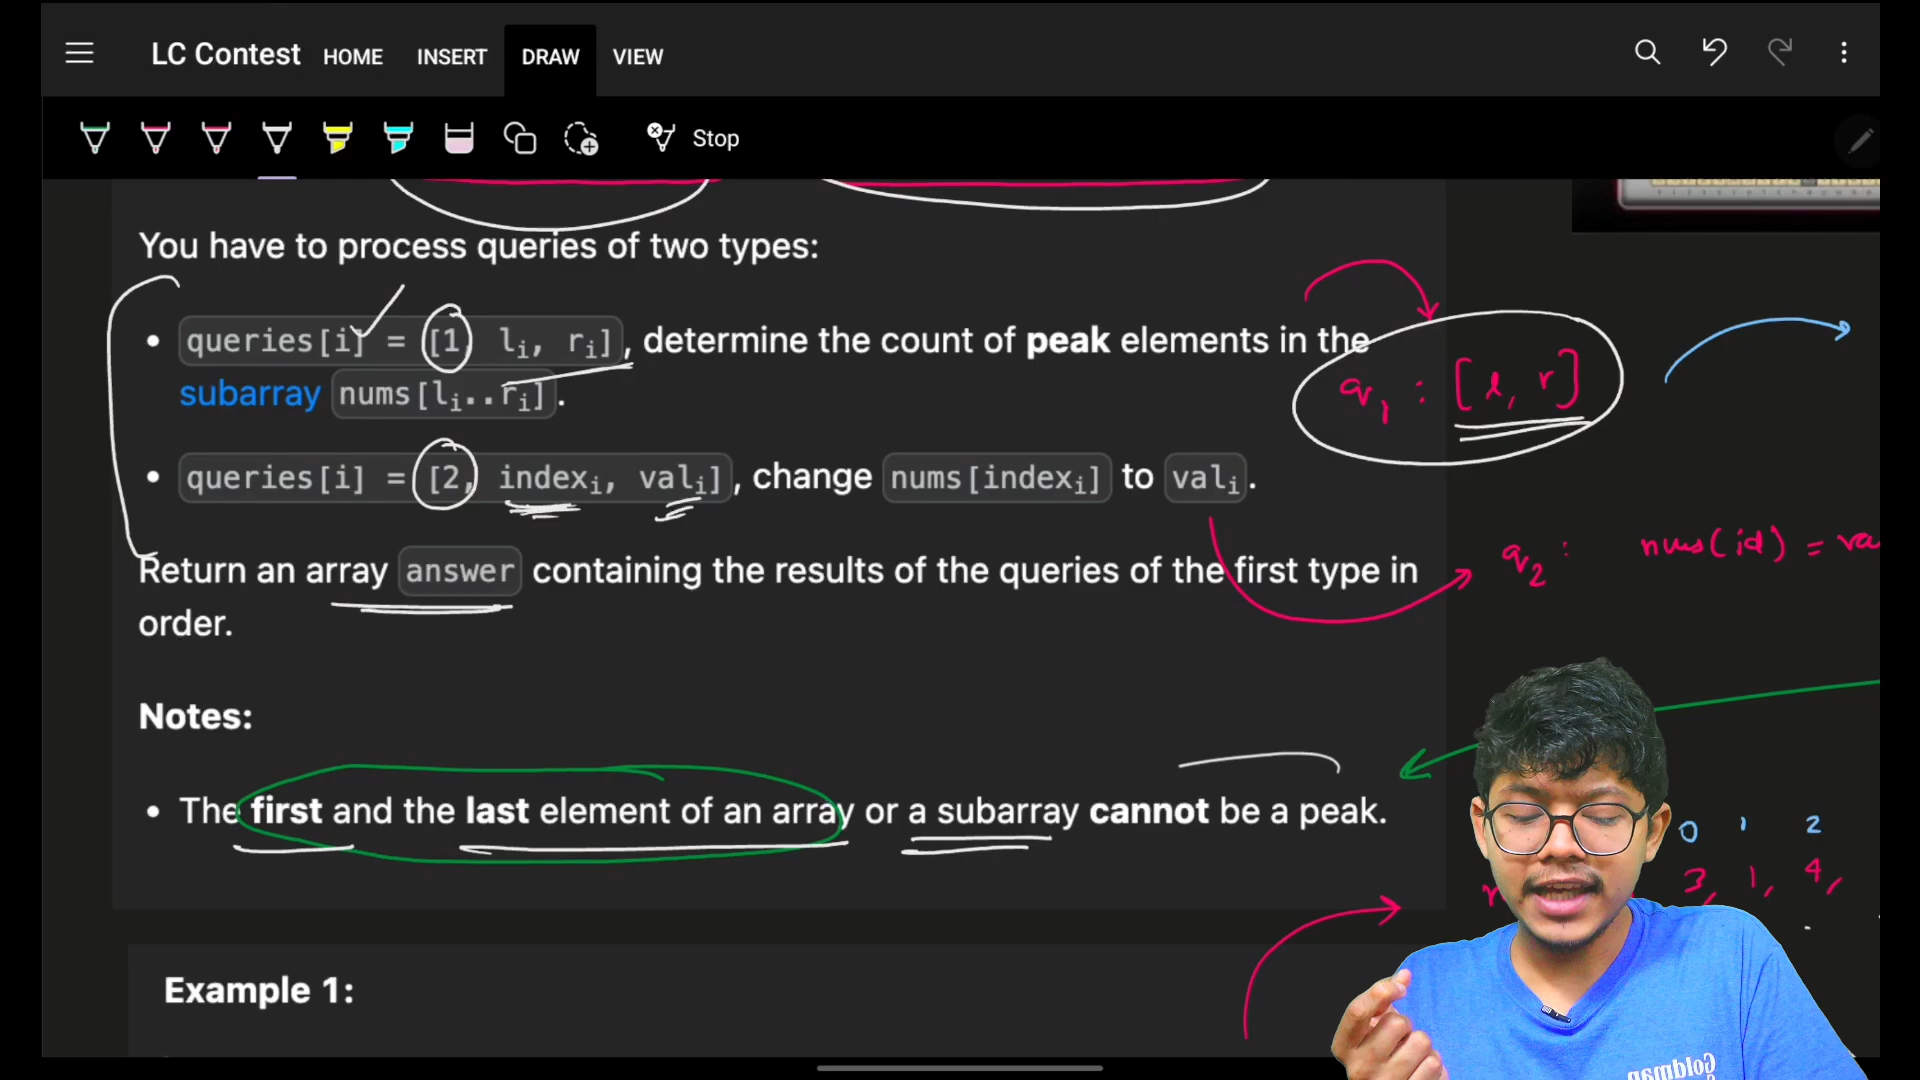 LC Contest HOME INSERT DRAW VIEW
Stop
You have to process queries of two types:
• queries[i] = [1, li, ri], determine the count of peak elements in the
subarray nums[li..ri].
q1 : [l, r]
• queries[i] = [2, indexi, vali], change nums[indexi] to vali.
q2 : nums(id) = va
Return an array answer containing the results of the queries of the first type in
order.
Notes:
• The first and the last element of an array or a subarray cannot be a peak.
0 1 2
3, 1, 4,
Example 1:
Goldman